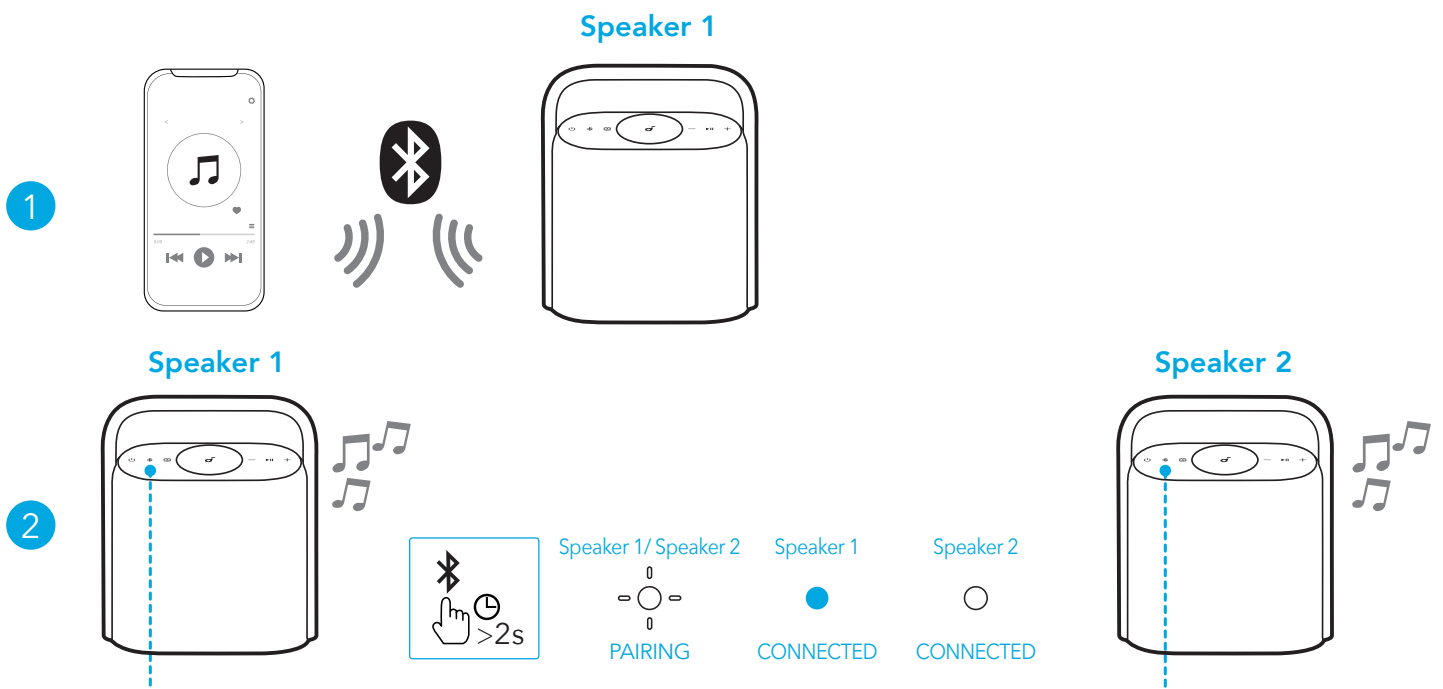 Speaker 1
1
Speaker 1
Speaker 2
2
Speaker 1/ Speaker 2
Speaker 1
Speaker 2
>2s
PAIRING
CONNECTED
CONNECTED